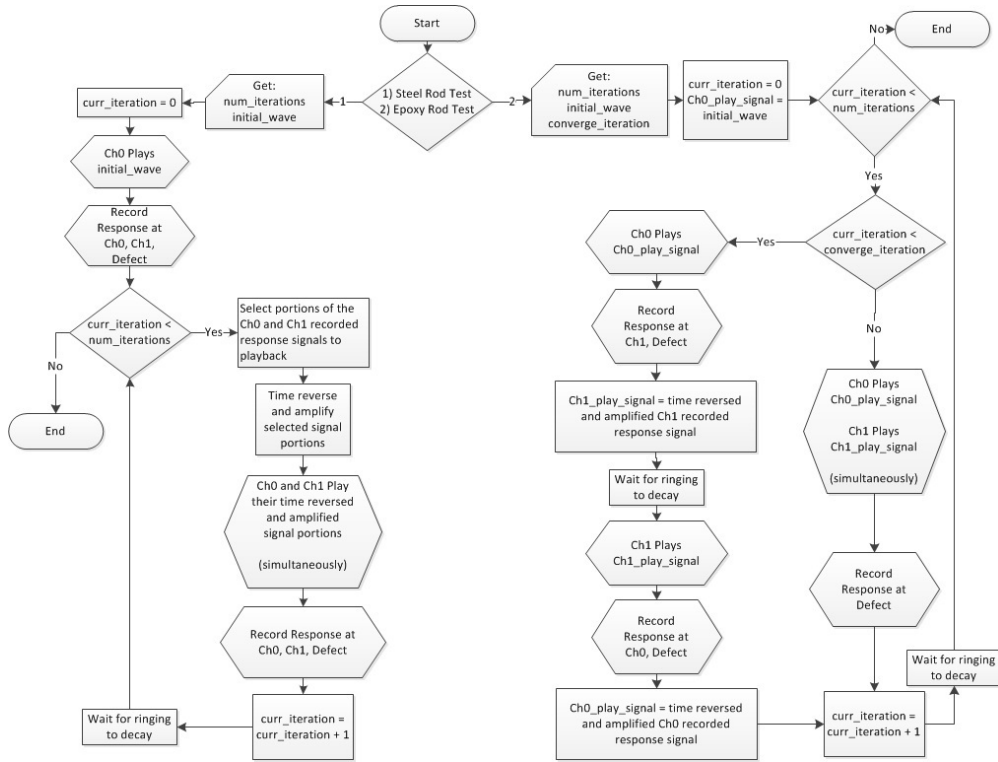 Start
1) Steel Rod Test
2) Epoxy Rod Test
1
2
Get:
num_iterations
initial_wave
curr_iteration = 0
Ch0 Plays
initial_wave
Record
Response at
Ch0, Ch1,
Defect
curr_iteration <
num_iterations
No
End
Yes
Select portions of the
Ch0 and Ch1 recorded
response signals to
playback
Time reverse
and amplify
selected signal
portions
Ch0 and Ch1 Play
their time reversed
and amplified
signal portions
(simultaneously)
Record Response at
Ch0, Ch1, Defect
curr_iteration =
curr_iteration + 1
Wait for ringing
to decay
Get:
num_iterations
initial_wave
converge_iteration
curr_iteration = 0
Ch0_play_signal =
initial_wave
curr_iteration <
num_iterations
No
End
Yes
curr_iteration <
converge_iteration
Yes
Ch0 Plays
Ch0_play_signal
Record
Response at
Ch1, Defect
Ch1_play_signal = time reversed
and amplified Ch1 recorded
response signal
Wait for ringing
to decay
Ch1 Plays
Ch1_play_signal
Record
Response at
Ch0, Defect
Ch0_play_signal = time reversed
and amplified Ch0 recorded
response signal
No
Ch0 Plays
Ch0_play_signal
Ch1 Plays
Ch1_play_signal
(simultaneously)
Record
Response at
Defect
curr_iteration =
curr_iteration + 1
Wait for ringing
to decay